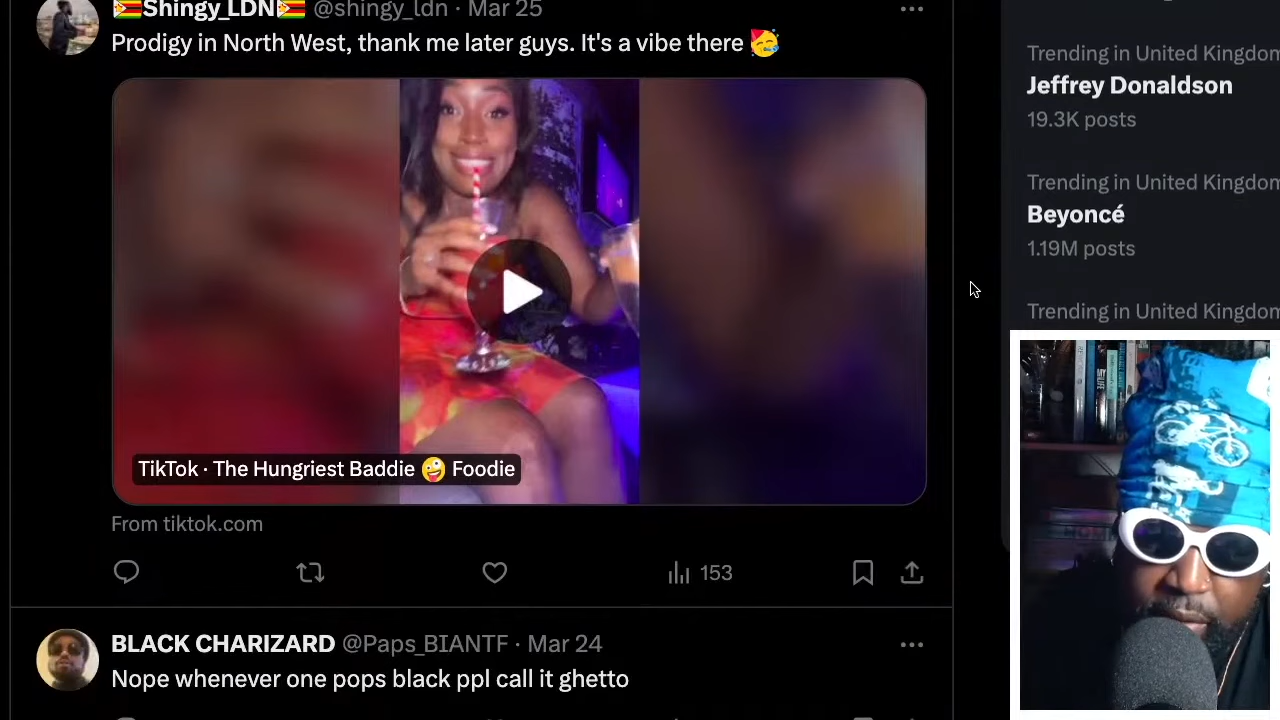 🇿🇼Shingy_LDN🇿🇼 @shingy_ldn · Mar 25
Prodigy in North West, thank me later guys. It's a vibe there 🥳
TikTok · The Hungriest Baddie 🤪 Foodie
From tiktok.com
153
BLACK CHARIZARD @Paps_BIANTF · Mar 24
Nope whenever one pops black ppl call it ghetto
Trending in United Kingdom
Jeffrey Donaldson
19.3K posts
Trending in United Kingdom
Beyoncé
1.19M posts
Trending in United Kingdom